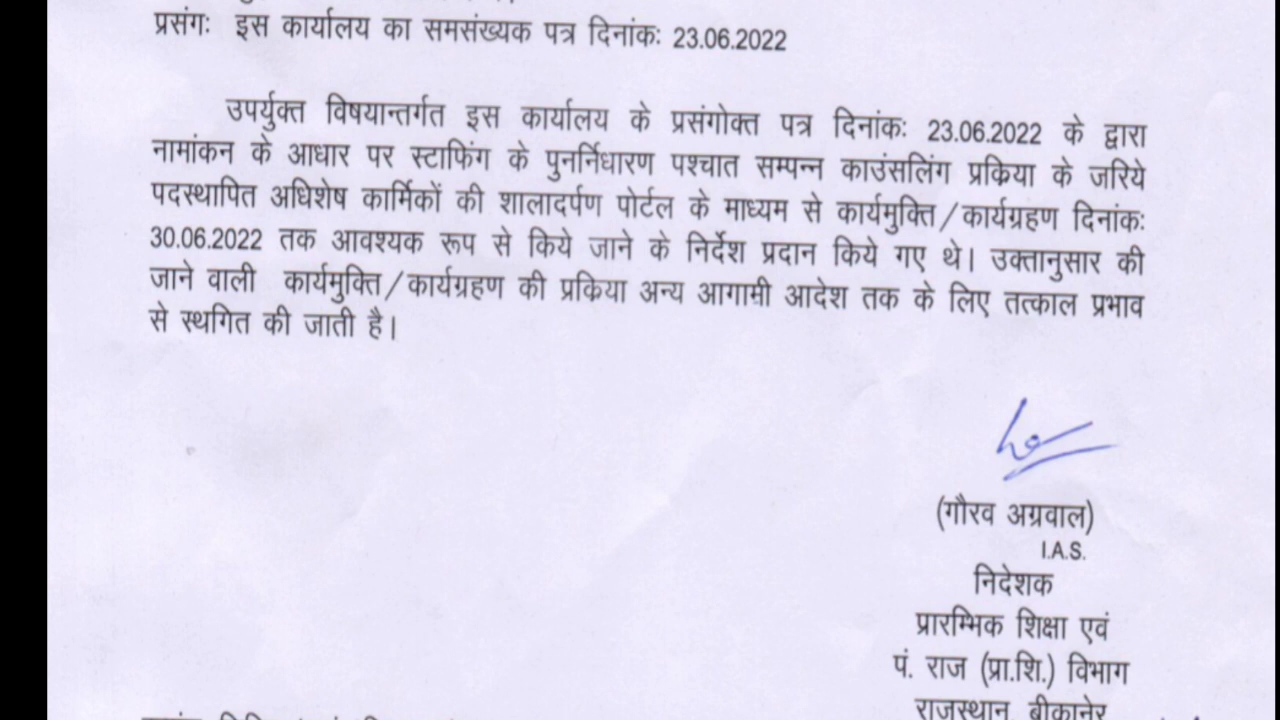 प्रसंगः इस कार्यालय का समसंख्यक पत्र दिनांकः 23.06.2022
उपर्युक्त विषयान्तर्गत इस कार्यालय के प्रसंगोक्त पत्र दिनांकः 23.06.2022 के द्वारा
नामांकन के आधार पर स्टाफिंग के पुनर्निधारण पश्चात सम्पन्न काउंसलिंग प्रकिया के जरिये
पदस्थापित अधिशेष कार्मिकों की शालादर्पण पोर्टल के माध्यम से कार्यमुक्ति/कार्यग्रहण दिनांकः
30.06.2022 तक आवश्यक रूप से किये जाने के निर्देश प्रदान किये गए थे। उक्तानुसार की
जाने वाली कार्यमुक्ति/कार्यग्रहण की प्रकिया अन्य आगामी आदेश तक के लिए तत्काल प्रभाव
से स्थगित की जाती है।
(गौरव अग्रवाल)
I.A.S.
निदेशक
प्रारम्भिक शिक्षा एवं
पं. राज (प्रा.शि.) विभाग
राजस्थान, बीकानेर